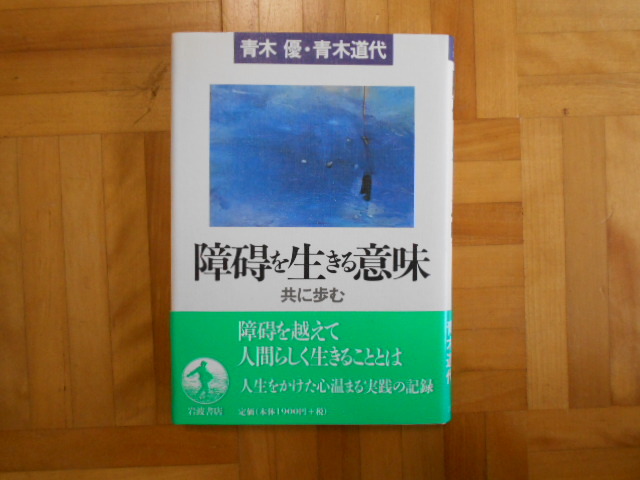 青木 優・青木道代
障碍を生きる意味
共に歩む
障碍を越えて
人間らしく生きることとは
人生をかけた心温まる実践の記録
岩波書店
定価(本体1900円+税)